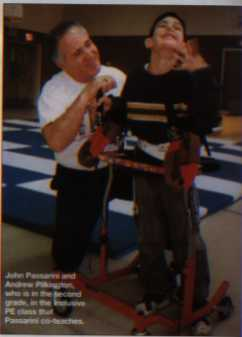 John Passarini and
Andrew Pilkington,
who is in the second
grade, in the inclusive
PE class that
Passarini co-teaches.